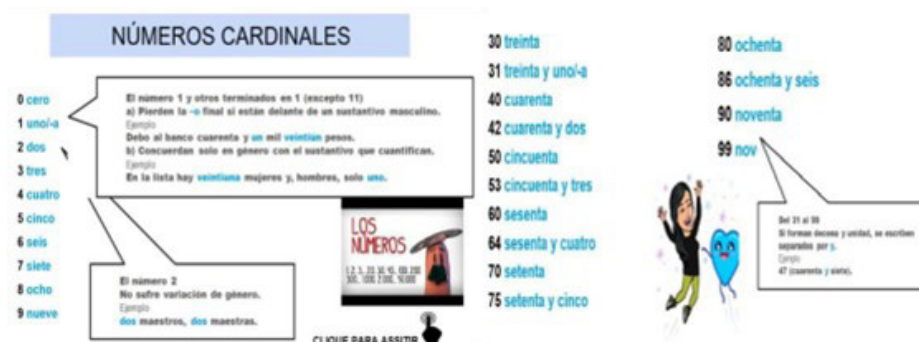 NÚMEROS CARDINALES
0 cero
1 uno/-a
2 dos
3 tres
4 cuatro
5 cinco
6 seis
7 siete
8 ocho
9 nueve
El número 1 y otros terminados en 1 (excepto 11)
a) Pierden la -o final si están delante de un sustantivo masculino.
Ejemplo
Debo al banco cuarenta y un mil veintiún pesos.
b) Concuerdan solo en género con el sustantivo que cuantifican.
Ejemplo
En la lista hay veintiuna mujeres y, hombres, solo uno.
El número 2
No sufre variación de género.
Ejemplo
dos maestros, dos maestras.
LOS
NÚMEROS
CLIQUE PARA ASSITIR
30 treinta
31 treinta y uno/-a
40 cuarenta
42 cuarenta y dos
50 cincuenta
53 cincuenta y tres
60 sesenta
64 sesenta y cuatro
70 setenta
75 setenta y cinco
80 ochenta
86 ochenta y seis
90 noventa
99 nov
Del 31 al 99
Si forman decena y unidad, se escriben
separados por y.
Ejemplo
47 (cuarenta y siete).